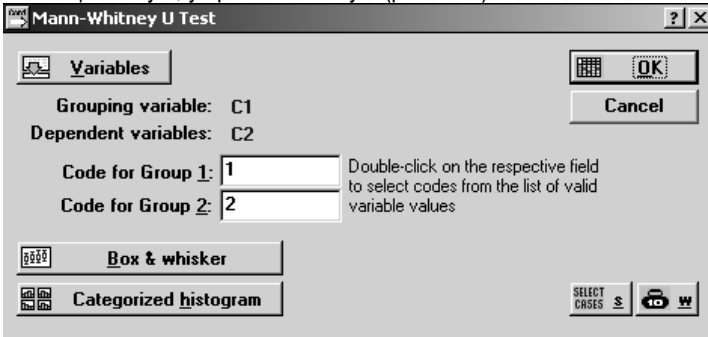 Mann-Whitney U Test
? X
Variables
OK
Grouping variable: C1
Cancel
Dependent variables: C2
Code for Group 1: 1
Code for Group 2: 2
Double-click on the respective field
to select codes from the list of valid
variable values
Box & whisker
Categorized histogram
SELECT
CASES S
W